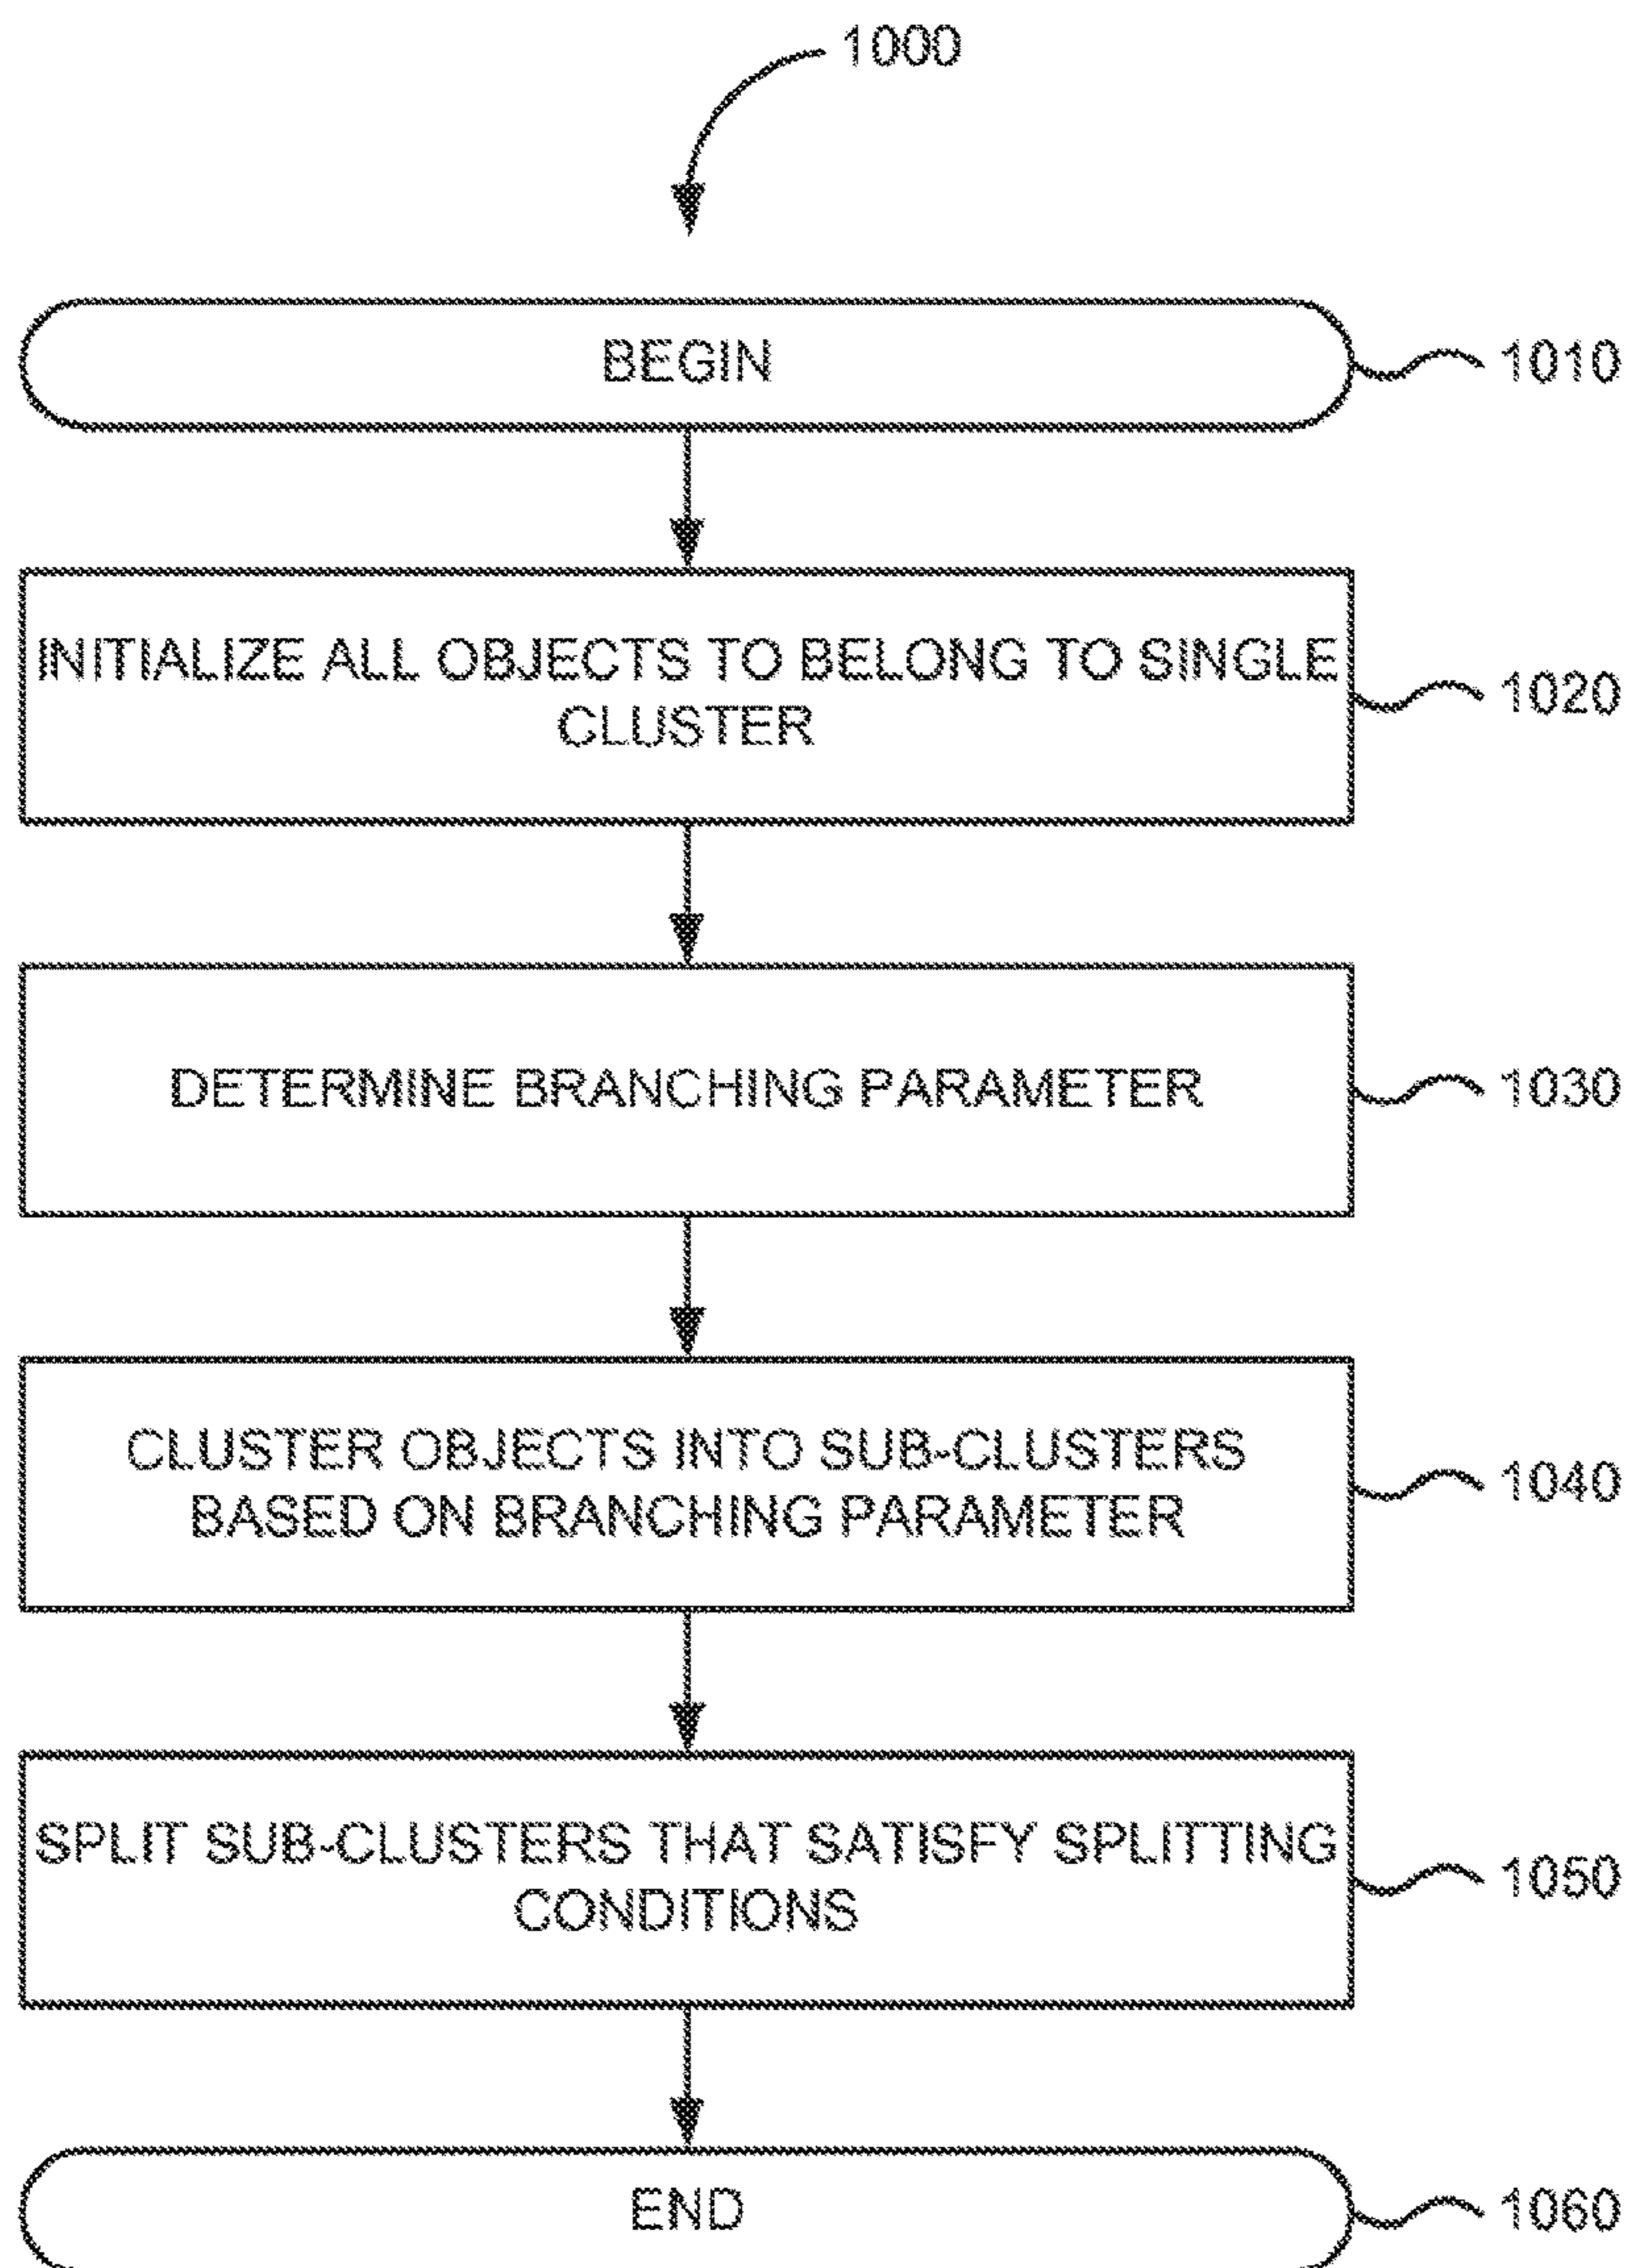 1000
BEGIN
1010
INITIALIZE ALL OBJECTS TO BELONG TO SINGLE
CLUSTER
1020
DETERMINE BRANCHING PARAMETER
1030
CLUSTER OBJECTS INTO SUB-CLUSTERS
BASED ON BRANCHING PARAMETER
1040
SPLIT SUB-CLUSTERS THAT SATISFY SPLITTING
CONDITIONS
1050
END
1060